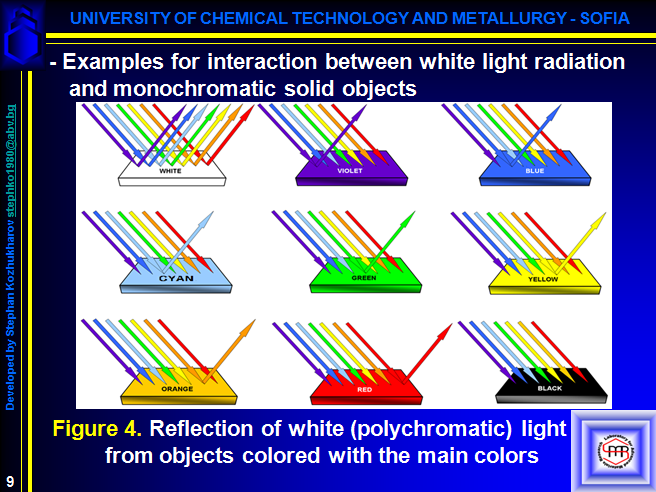 UNIVERSITY OF CHEMICAL TECHNOLOGY AND METALLURGY - SOFIA
- Examples for interaction between white light radiation
and monochromatic solid objects
WHITE
VIOLET
BLUE
CYAN
GREEN
YELLOW
ORANGE
RED
BLACK
Figure 4. Reflection of white (polychromatic) light
from objects colored with the main colors
Developed by Stephan Kozhukharov stephko1980@abv.bg
9